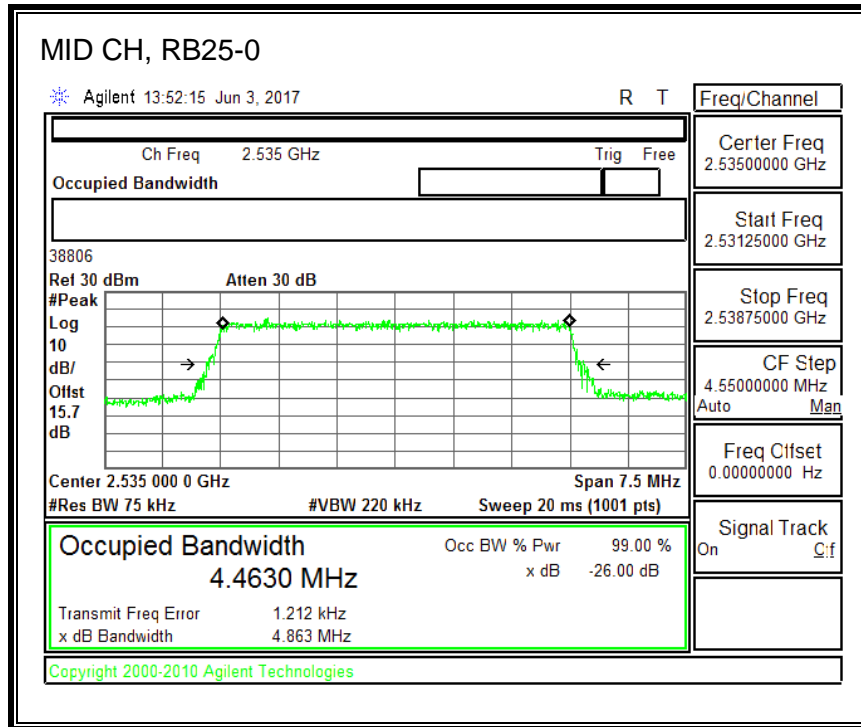 MID CH, RB25-0
Agilent 13:52:15 Jun 3, 2017 R T
Freq/Channel
Ch Freq 2.535 GHz Trig Free
Occupied Bandwidth
Center Freq
2.53500000 GHz
Start Freq
2.53125000 GHz
38806
Ref 30 dBm Atten 30 dB
#Peak
Log
10
dB/
Offst
15.7
dB
Stop Freq
2.53875000 GHz
CF Step
4.55000000 MHz
Auto Man
Freq Offset
0.00000000 Hz
Center 2.535 000 0 GHz Span 7.5 MHz
#Res BW 75 kHz #VBW 220 kHz Sweep 20 ms (1001 pts)
Signal Track
On Off
Occupied Bandwidth Occ BW % Pwr 99.00 %
4.4630 MHz x dB -26.00 dB
Transmit Freq Error 1.212 kHz
x dB Bandwidth 4.863 MHz
Copyright 2000-2010 Agilent Technologies